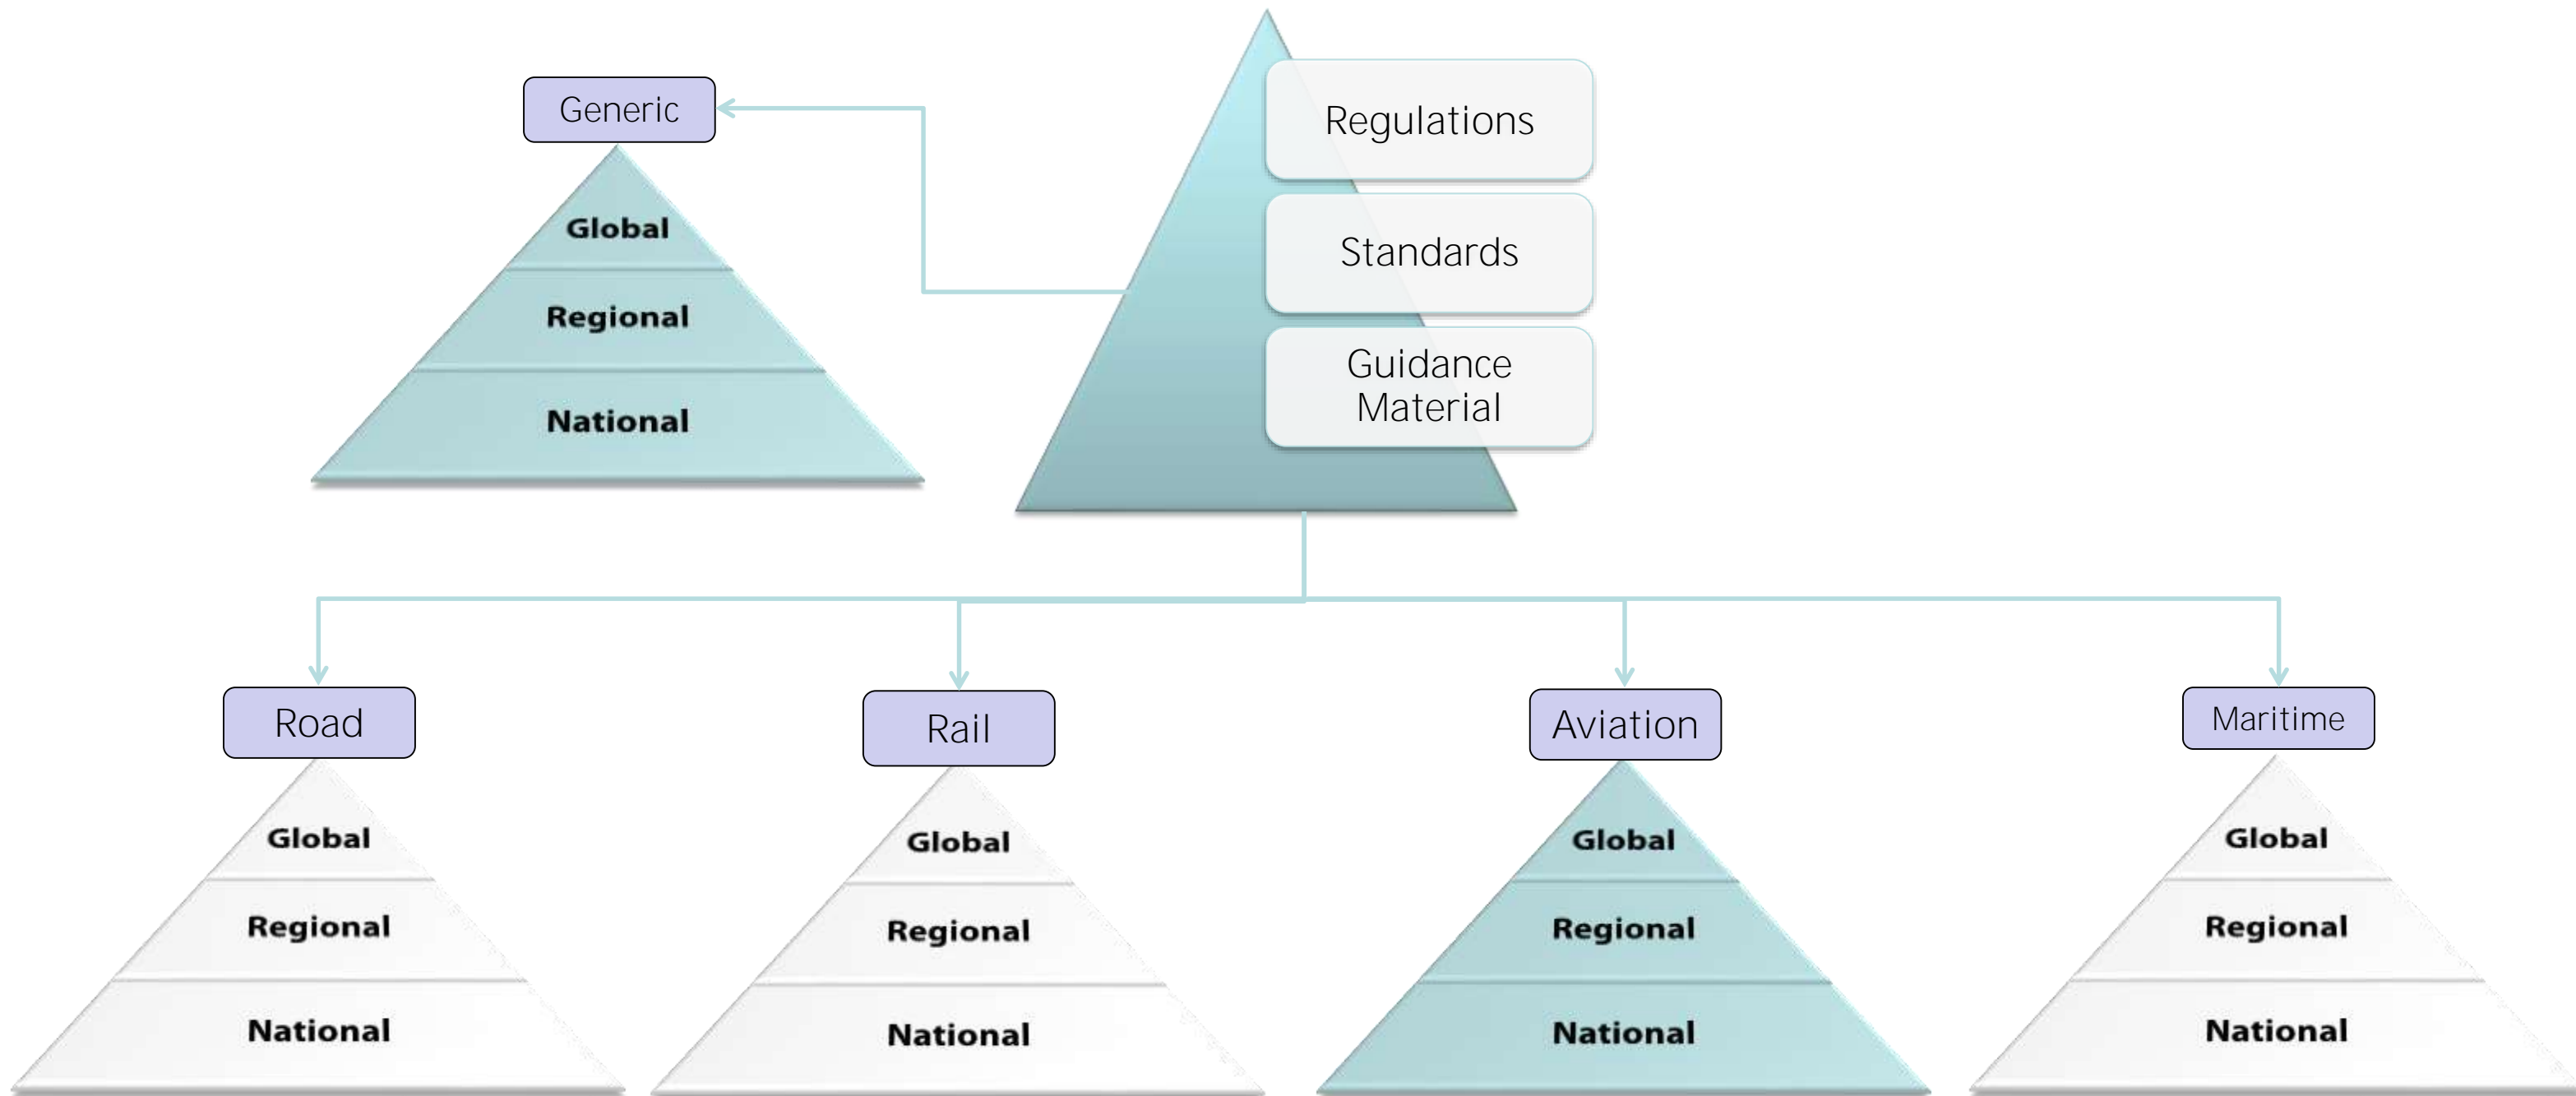 Generic
Global
Regional
National
Regulations
Standards
Guidance
Material
Road
Global
Regional
National
Rail
Global
Regional
National
Aviation
Global
Regional
National
Maritime
Global
Regional
National